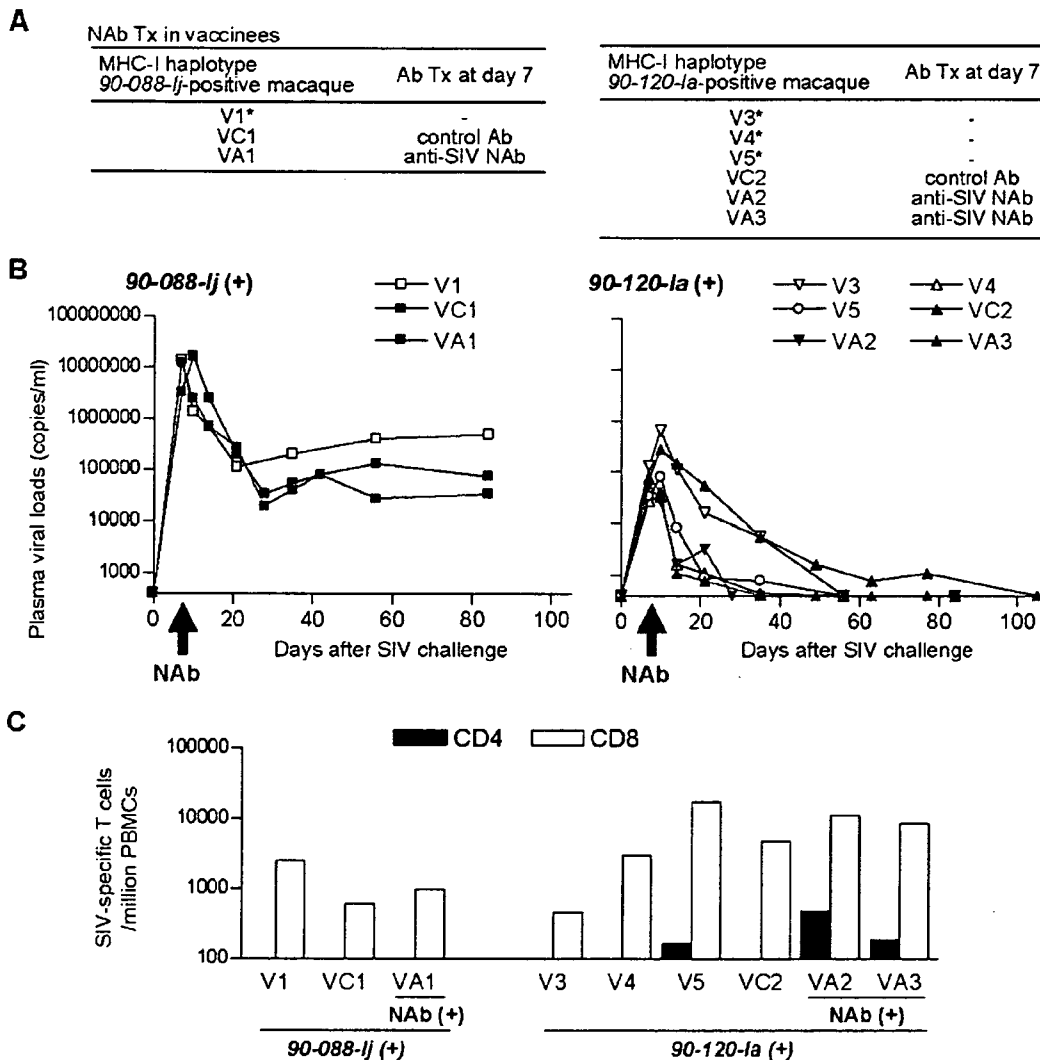 A
NAb Tx in vaccinees
MHC-I haplotype
90-088-Ij-positive macaque
Ab Tx at day 7
V1*
-
VC1
control Ab
VA1
anti-SIV NAb
MHC-I haplotype
90-120-Ia-positive macaque
Ab Tx at day 7
V3*
-
V4*
-
V5*
-
VC2
control Ab
VA2
anti-SIV NAb
VA3
anti-SIV NAb
B
90-088-Ij (+)
V1
VC1
VA1
Plasma viral loads (copies/ml)
100000000
10000000
1000000
100000
10000
1000
0 20 40 60 80 100
Days after SIV challenge
NAb
90-120-Ia (+)
V3 V4
V5 VC2
VA2 VA3
0 20 40 60 80 100
Days after SIV challenge
NAb
C
CD4 CD8
SIV-specific T cells
/million PBMCs
100000
10000
1000
100
V1 VC1 VA1 V3 V4 V5 VC2 VA2 VA3
NAb (+) NAb (+)
90-088-Ij (+) 90-120-Ia (+)